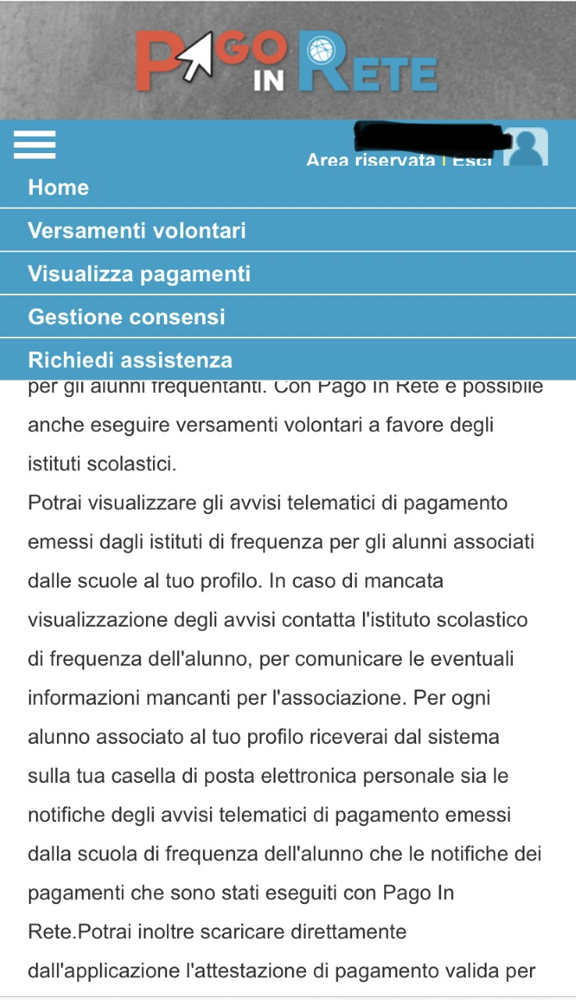 PAGO IN RETE
Area riservata | Esci
Home
Versamenti volontari
Visualizza pagamenti
Gestione consensi
Richiedi assistenza
per gli alunni frequentanti. Con Pago In Rete è possibile
anche eseguire versamenti volontari a favore degli
istituti scolastici.
Potrai visualizzare gli avvisi telematici di pagamento
emessi dagli istituti di frequenza per gli alunni associati
dalle scuole al tuo profilo. In caso di mancata
visualizzazione degli avvisi contatta l'istituto scolastico
di frequenza dell'alunno, per comunicare le eventuali
informazioni mancanti per l'associazione. Per ogni
alunno associato al tuo profilo riceverai dal sistema
sulla tua casella di posta elettronica personale sia le
notifiche degli avvisi telematici di pagamento emessi
dalla scuola di frequenza dell'alunno che le notifiche dei
pagamenti che sono stati eseguiti con Pago In
Rete.Potrai inoltre scaricare direttamente
dall'applicazione l'attestazione di pagamento valida per